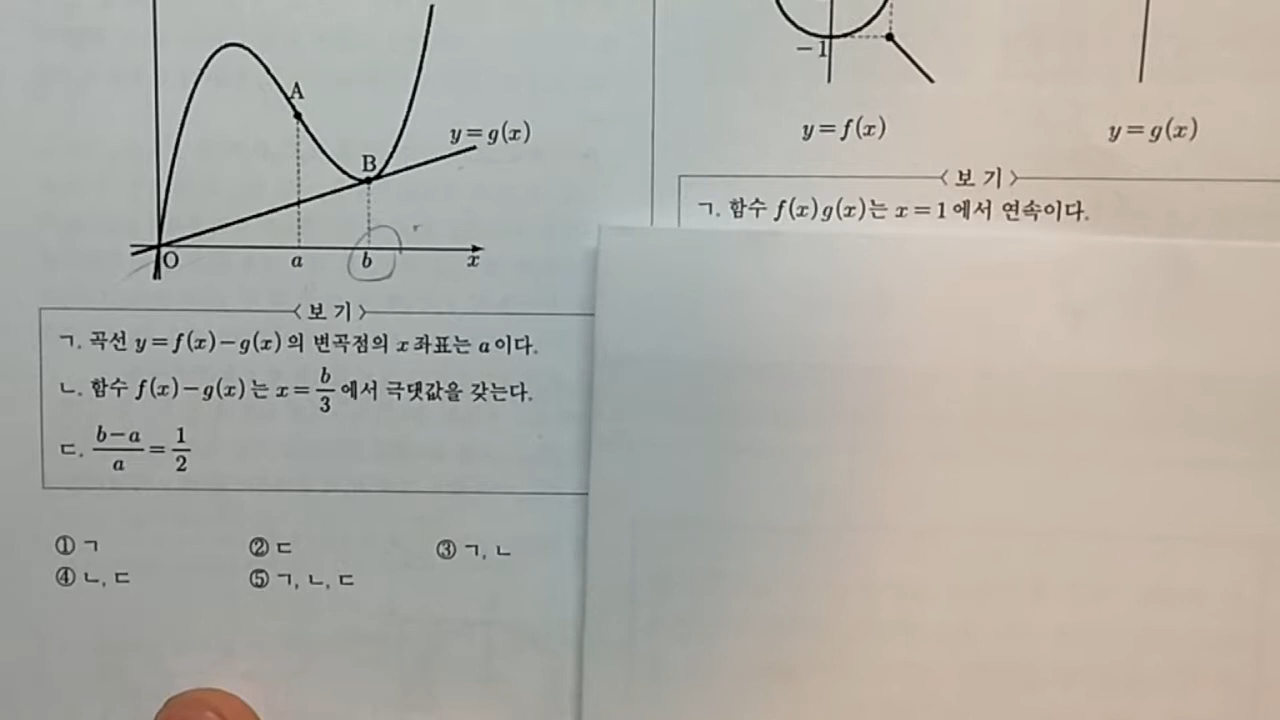 A
B
y=g(x)
O a b x
<보기>
ㄱ. 곡선 y=f(x)-g(x)의 변곡점의 x좌표는 a이다.
ㄴ. 함수 f(x)-g(x)는 x=b/3에서 극댓값을 갖는다.
ㄷ. (b-a)/a=1/2
① ㄱ ② ㄷ ③ ㄱ, ㄴ
④ ㄴ, ㄷ ⑤ ㄱ, ㄴ, ㄷ
-1
y=f(x) y=g(x)
<보기>
ㄱ. 함수 f(x)g(x)는 x=1에서 연속이다.